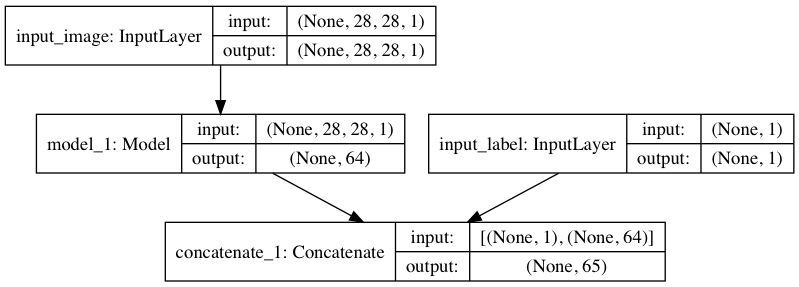 input_image: InputLayer
input: (None, 28, 28, 1)
output: (None, 28, 28, 1)
model_1: Model
input: (None, 28, 28, 1)
output: (None, 64)
input_label: InputLayer
input: (None, 1)
output: (None, 1)
concatenate_1: Concatenate
input: [(None, 1), (None, 64)]
output: (None, 65)